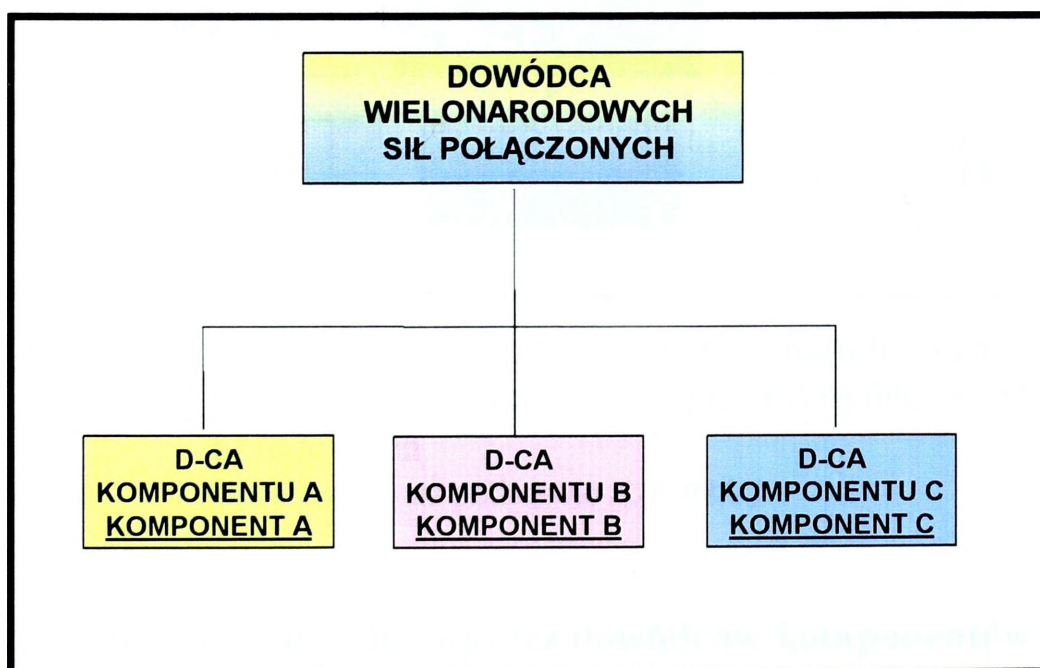 DOWÓDCA
WIELONARODOWYCH
SIŁ POŁĄCZONYCH
D-CA
KOMPONENTU A
KOMPONENT A
D-CA
KOMPONENTU B
KOMPONENT B
D-CA
KOMPONENTU C
KOMPONENT C